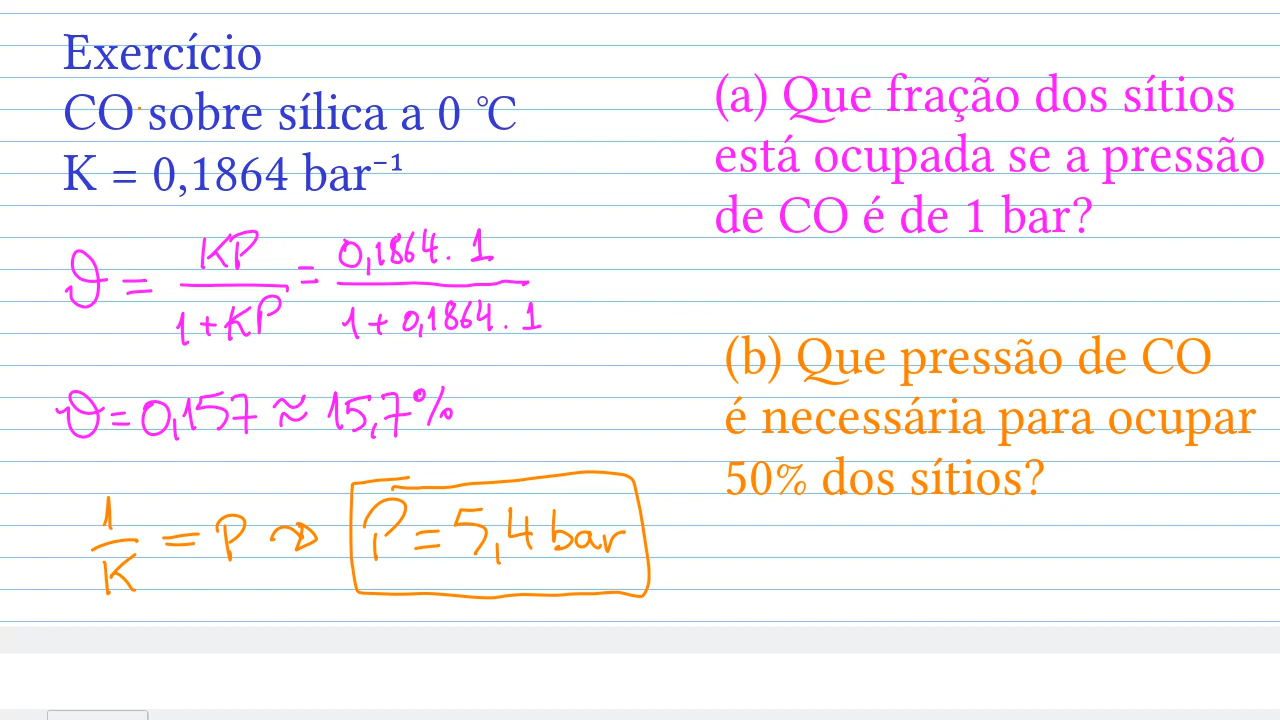 Exercício
CO sobre sílica a 0 ℃
K = 0,1864 bar⁻¹
ϑ = KP / 1+KP = 0,1864 . 1 / 1 + 0,1864 . 1
ϑ = 0,157 ≈ 15,7%
1/K = P ⇝ P = 5,4 bar
(a) Que fração dos sítios
está ocupada se a pressão
de CO é de 1 bar?
(b) Que pressão de CO
é necessária para ocupar
50% dos sítios?